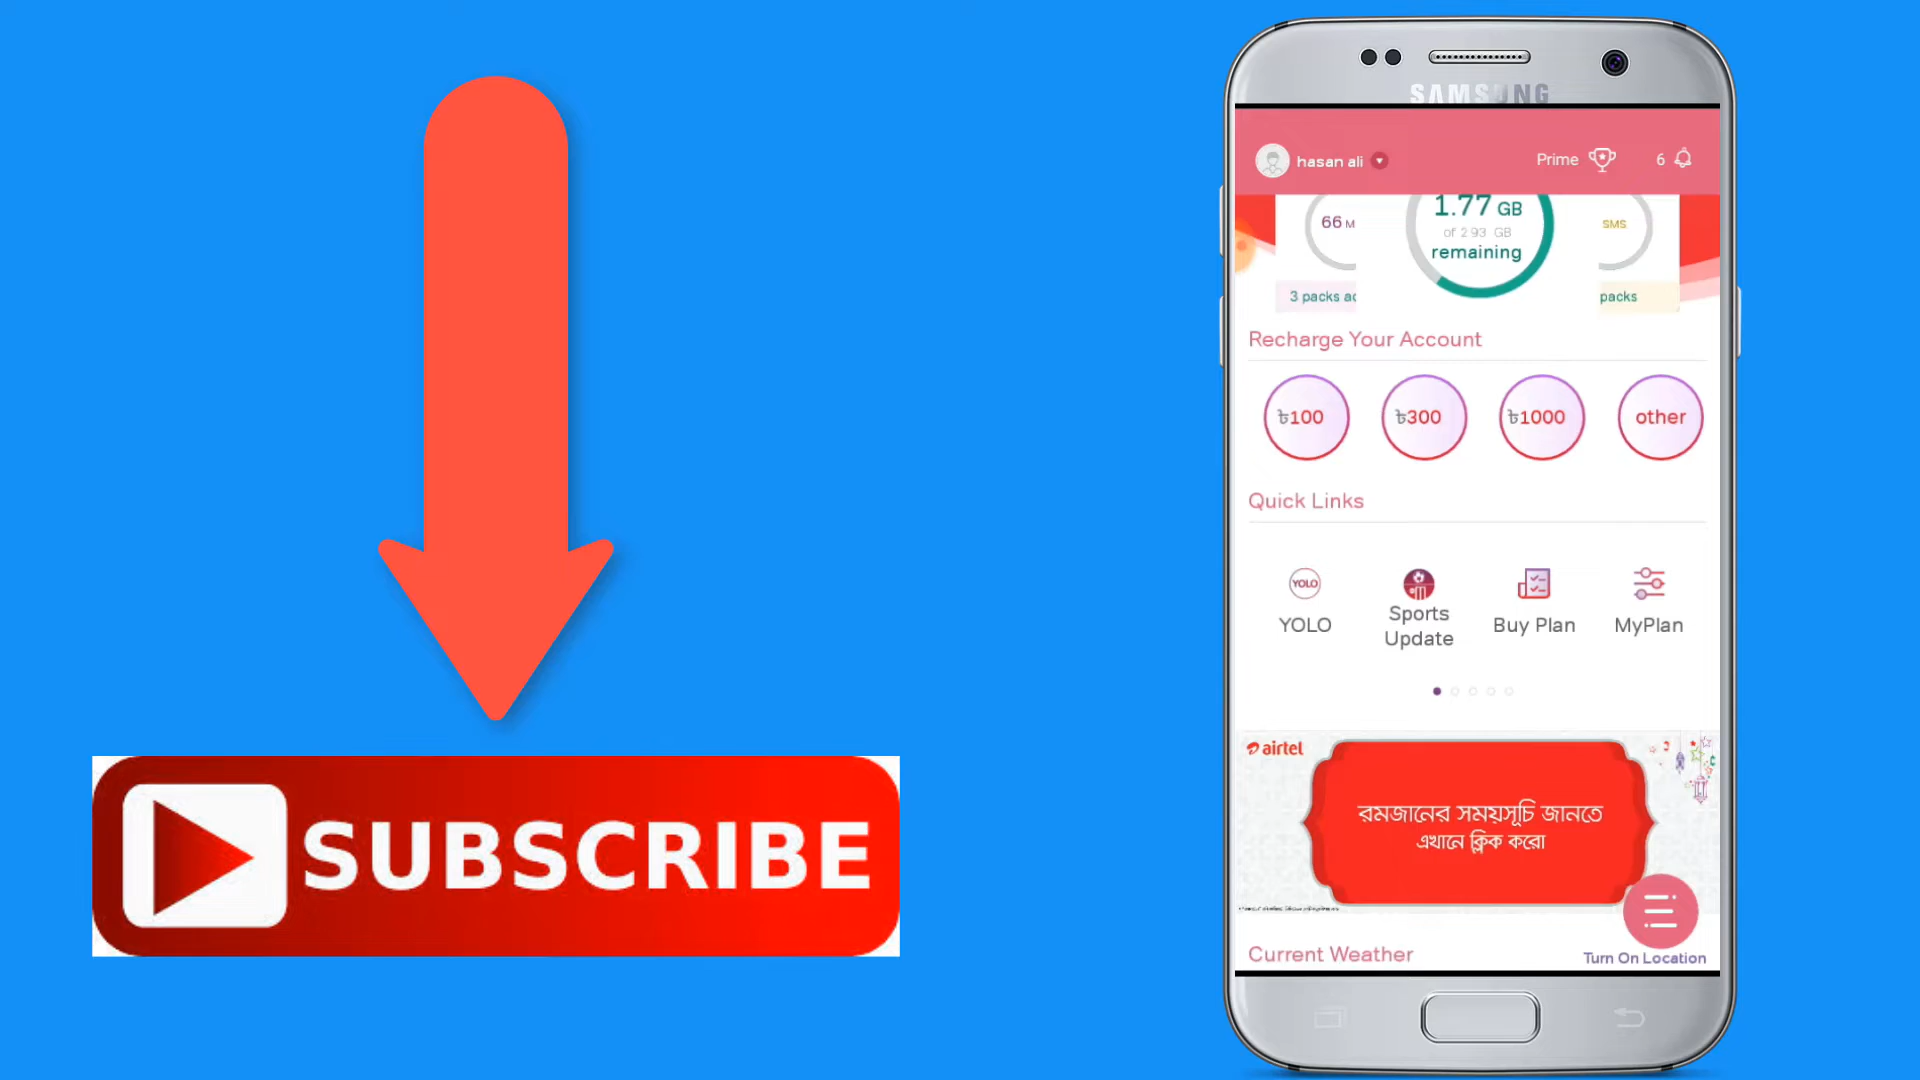 SUBSCRIBE
SAMSUNG
hasan ali
Prime
6
66 M
1.77 GB
of 2.93 GB
remaining
SMS
3 packs ac
packs
Recharge Your Account
৳100
৳300
৳1000
other
Quick Links
YOLO
YOLO
Sports
Update
Buy Plan
MyPlan
airtel
রমজানের সময়সূচি জানতে
এখানে ক্লিক করো
Current Weather
Turn On Location